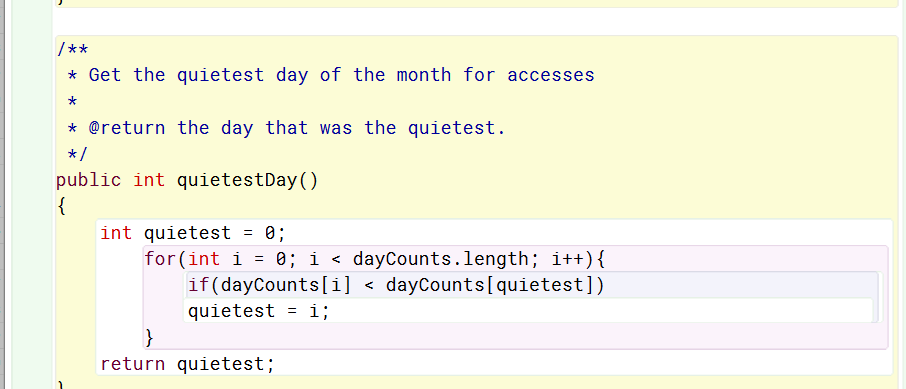 }
/**
 * Get the quietest day of the month for accesses
 *
 * @return the day that was the quietest.
 */
public int quietestDay()
{
    int quietest = 0;
        for(int i = 0; i < dayCounts.length; i++){
            if(dayCounts[i] < dayCounts[quietest])
            quietest = i;
        }
    return quietest;
}